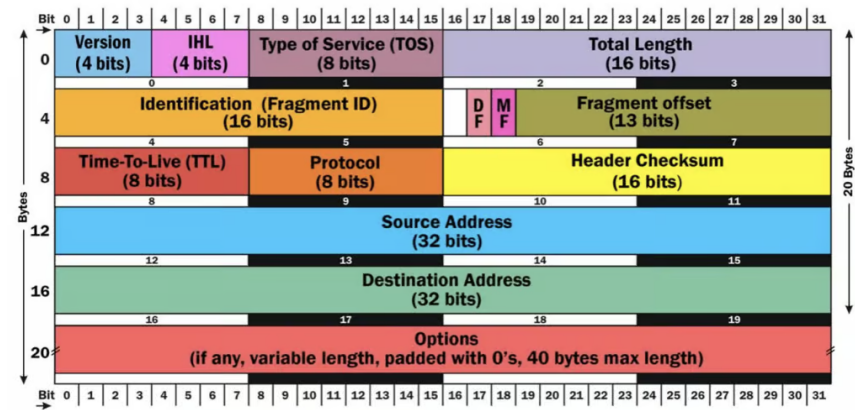 Bit 0 1 2 3 4 5 6 7 8 9 10 11 12 13 14 15 16 17 18 19 20 21 22 23 24 25 26 27 28 29 30 31
0 Version IHL Type of Service (TOS) Total Length
(4 bits) (4 bits) (8 bits) (16 bits)
0 1 2 3
4 Identification (Fragment ID) DF MF Fragment offset
(16 bits) (13 bits)
4 5 6 7
8 Time-To-Live (TTL) Protocol Header Checksum
(8 bits) (8 bits) (16 bits)
8 9 10 11
12 Source Address
(32 bits)
12 13 14 15
16 Destination Address
(32 bits)
16 17 18 19
20 Options
(if any, variable length, padded with 0's, 40 bytes max length)
Bit 0 1 2 3 4 5 6 7 8 9 10 11 12 13 14 15 16 17 18 19 20 21 22 23 24 25 26 27 28 29 30 31
Bytes
20 Bytes